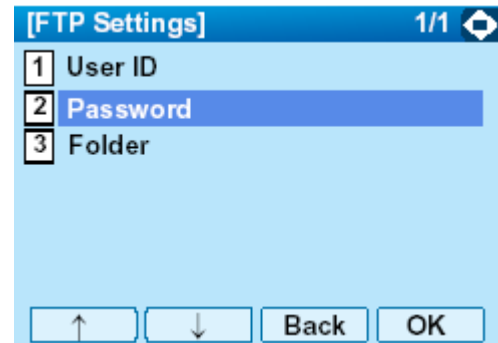 [FTP Settings] 1/1
1 User ID
2 Password
3 Folder
↑ ↓ Back OK